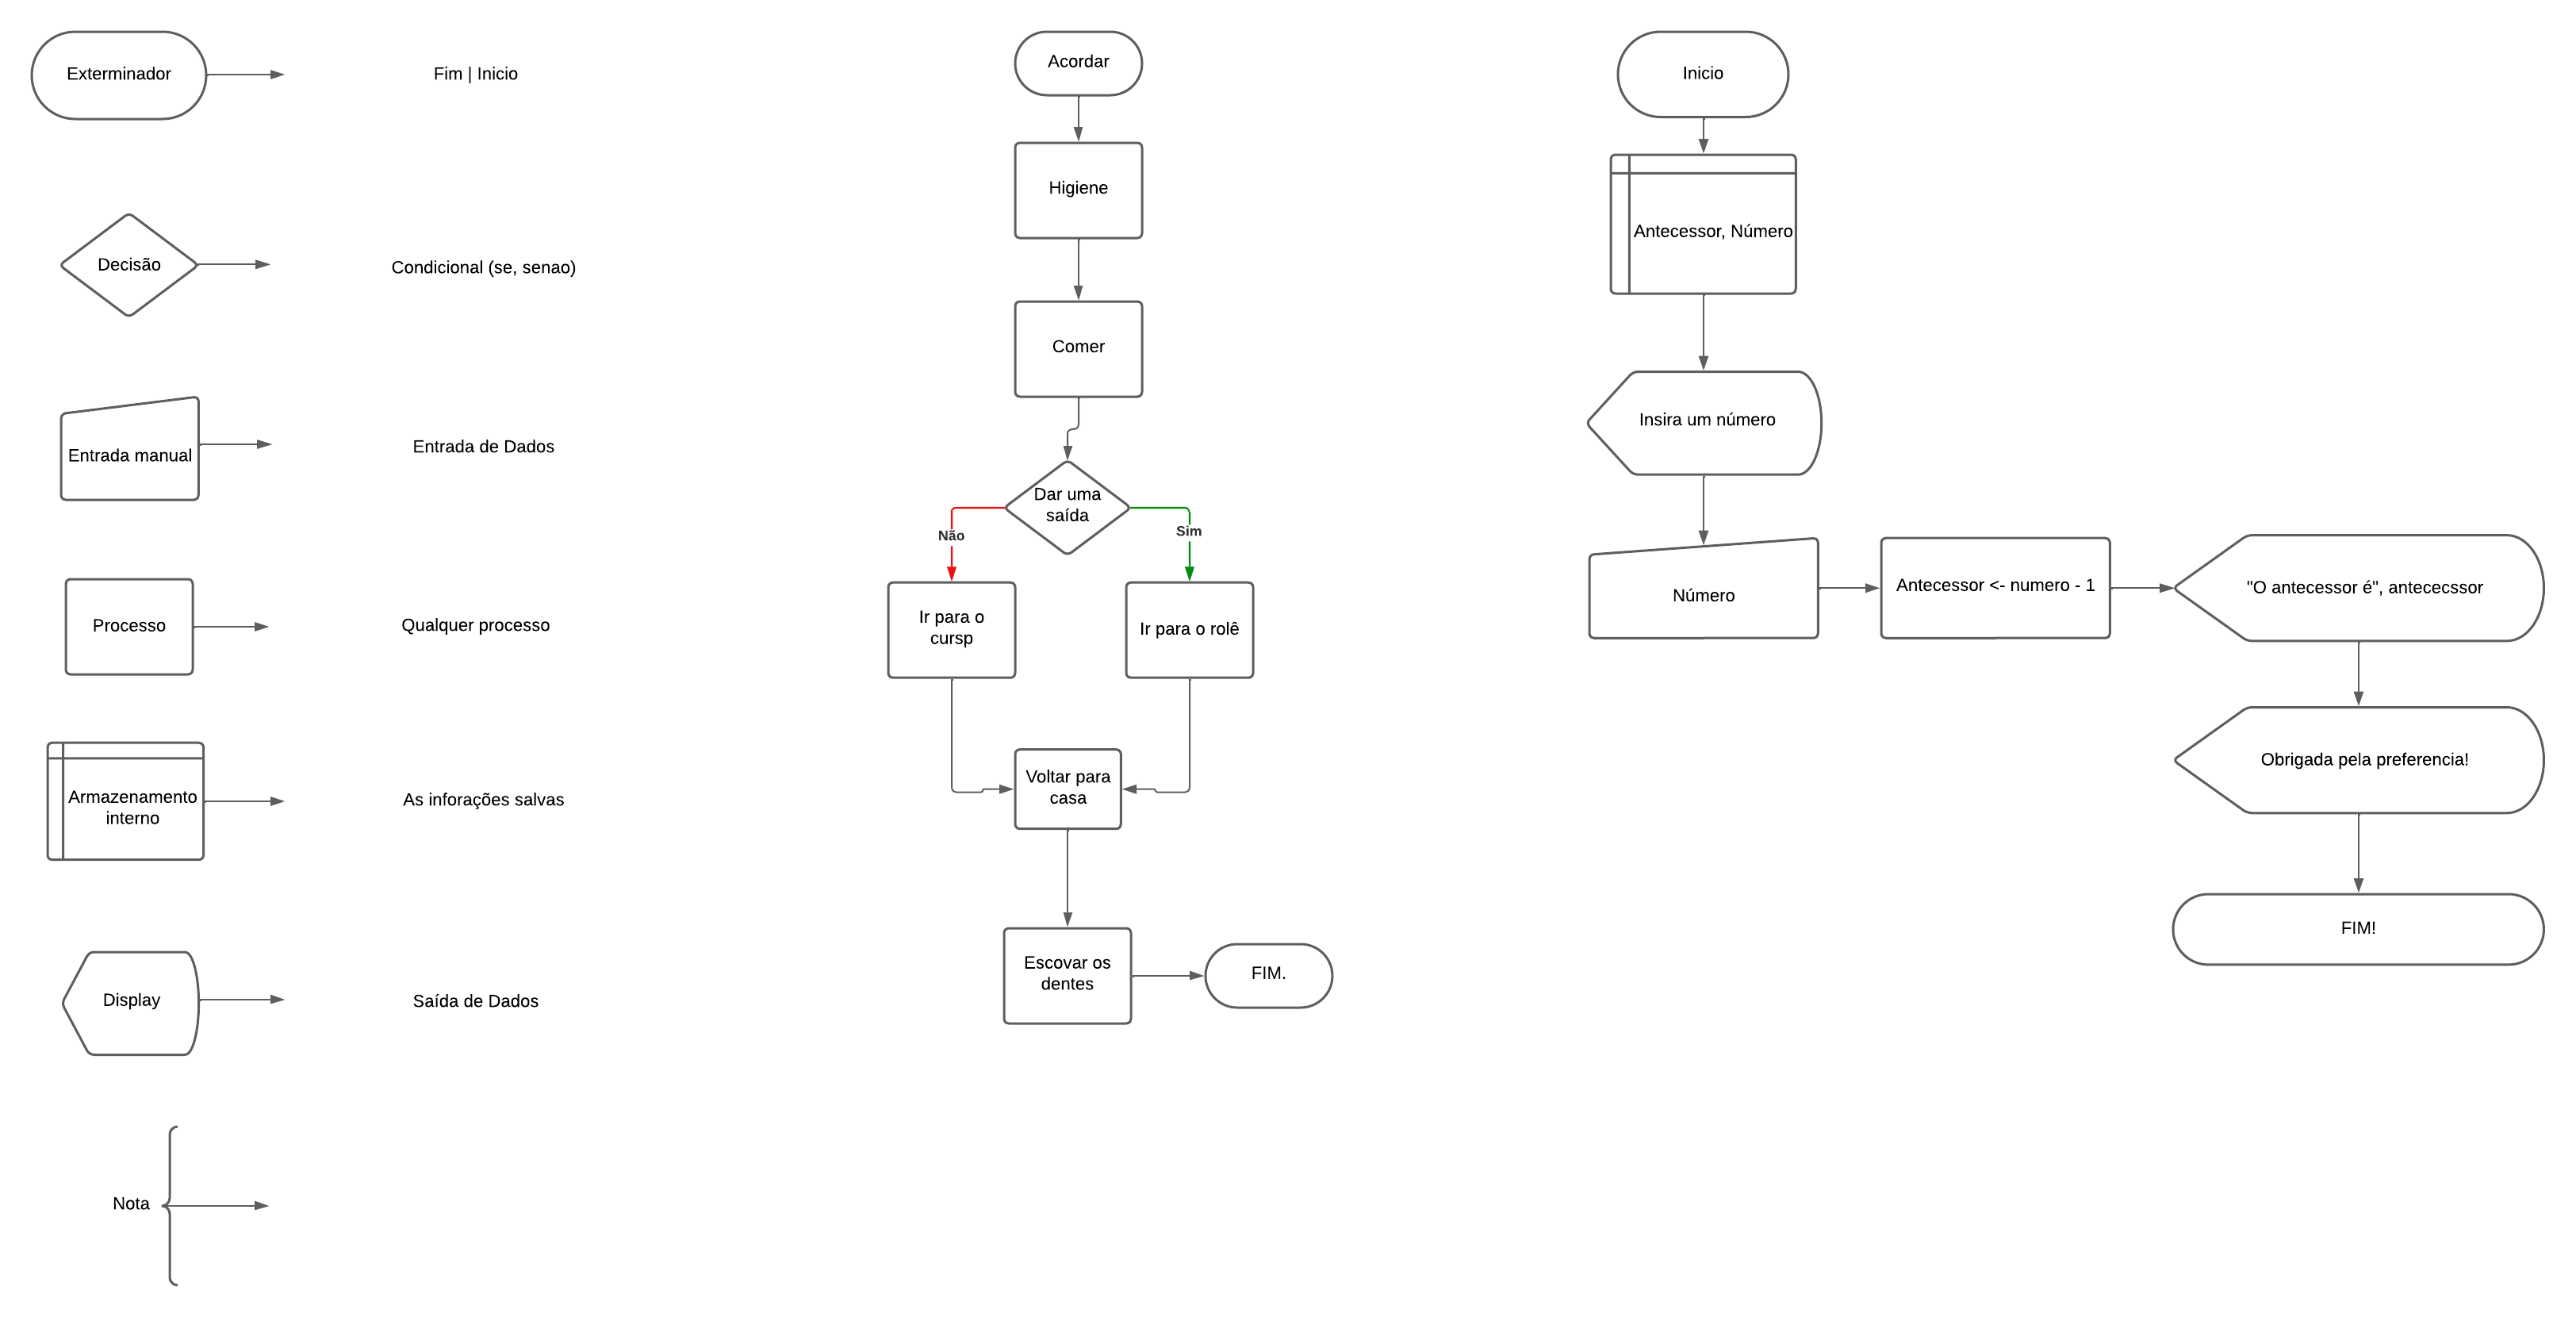 Exterminador
Fim | Inicio
Decisão
Condicional (se, senao)
Entrada manual
Entrada de Dados
Processo
Qualquer processo
Armazenamento
interno
As inforações salvas
Display
Saída de Dados
Nota
Acordar
Higiene
Comer
Dar uma
saída
Não
Sim
Ir para o
cursp
Ir para o rolê
Voltar para
casa
Escovar os
dentes
FIM.
Inicio
Antecessor, Número
Insira um número
Número
Antecessor <- numero - 1
"O antecessor é", antececssor
Obrigada pela preferencia!
FIM!